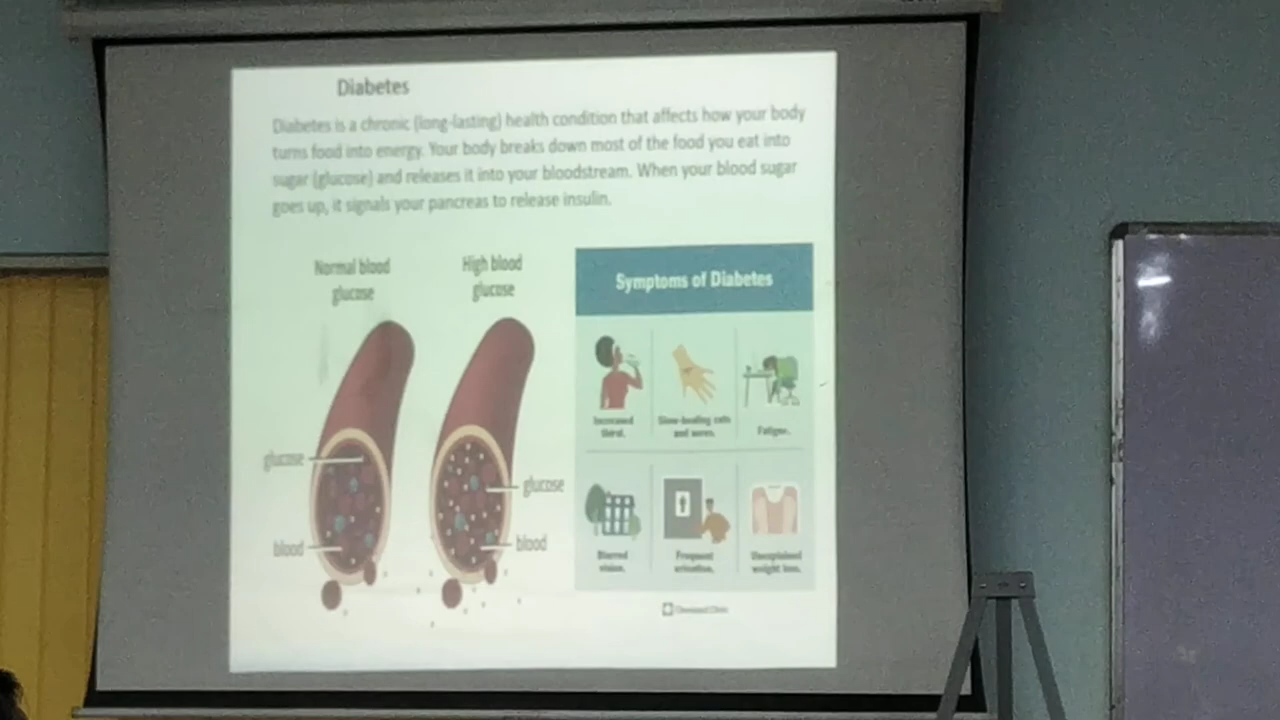 Diabetes
Diabetes is a chronic (long-lasting) health condition that affects how your body
turns food into energy. Your body breaks down most of the food you eat into
sugar (glucose) and releases it into your bloodstream. When your blood sugar
goes up, it signals your pancreas to release insulin.
Normal blood
glucose
High blood
glucose
glucose
blood
glucose
blood
Symptoms of Diabetes
Increased
thirst.
Slow-healing cuts
and sores.
Fatigue.
Blurred
vision.
Frequent
urination.
Unexplained
weight loss.
Cleveland Clinic